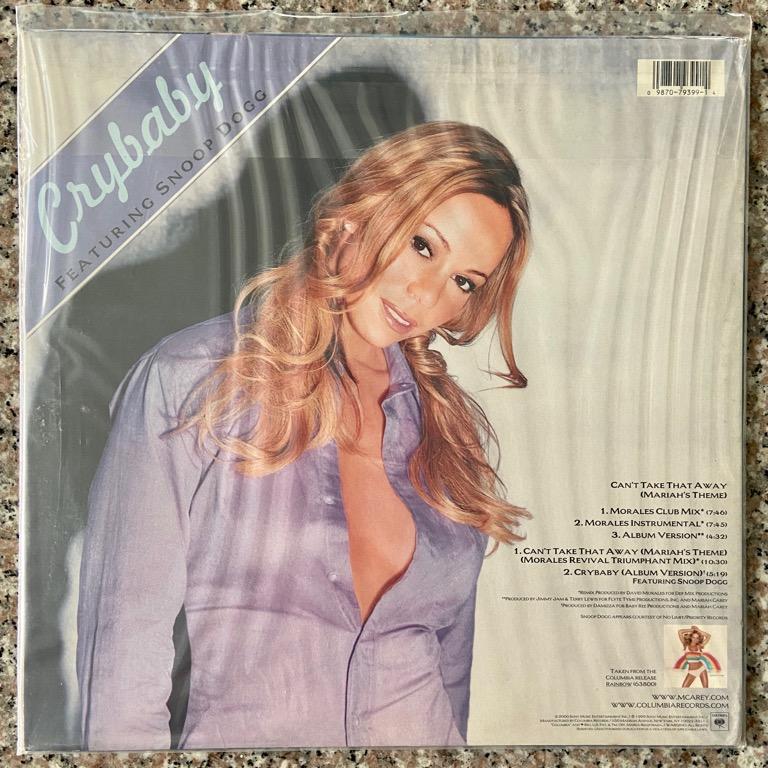 Crybaby
FEATURING SNOOP DOGG
0 9870-79399-1 4
CAN'T TAKE THAT AWAY
(MARIAH'S THEME)
1. MORALES CLUB MIX* (7:46)
2. MORALES INSTRUMENTAL* (7:45)
3. ALBUM VERSION** (4:32)
1. CAN'T TAKE THAT AWAY (MARIAH'S THEME)
(MORALES REVIVAL TRIUMPHANT MIX)* (10:30)
2. CRYBABY (ALBUM VERSION)† (5:19)
FEATURING SNOOP DOGG
*REMIX PRODUCED BY DAVID MORALES FOR DEF MIX PRODUCTIONS
**PRODUCED BY JIMMY JAM & TERRY LEWIS FOR FLYTE TYME PRODUCTIONS, INC. AND MARIAH CAREY
†PRODUCED BY DAMIZZA FOR BABY REE PRODUCTIONS AND MARIAH CAREY
SNOOP DOGG APPEARS COURTESY OF NO LIMIT/PRIORITY RECORDS
TAKEN FROM THE
COLUMBIA RELEASE
RAINBOW (63800)
WWW.MCAREY.COM
WWW.COLUMBIARECORDS.COM